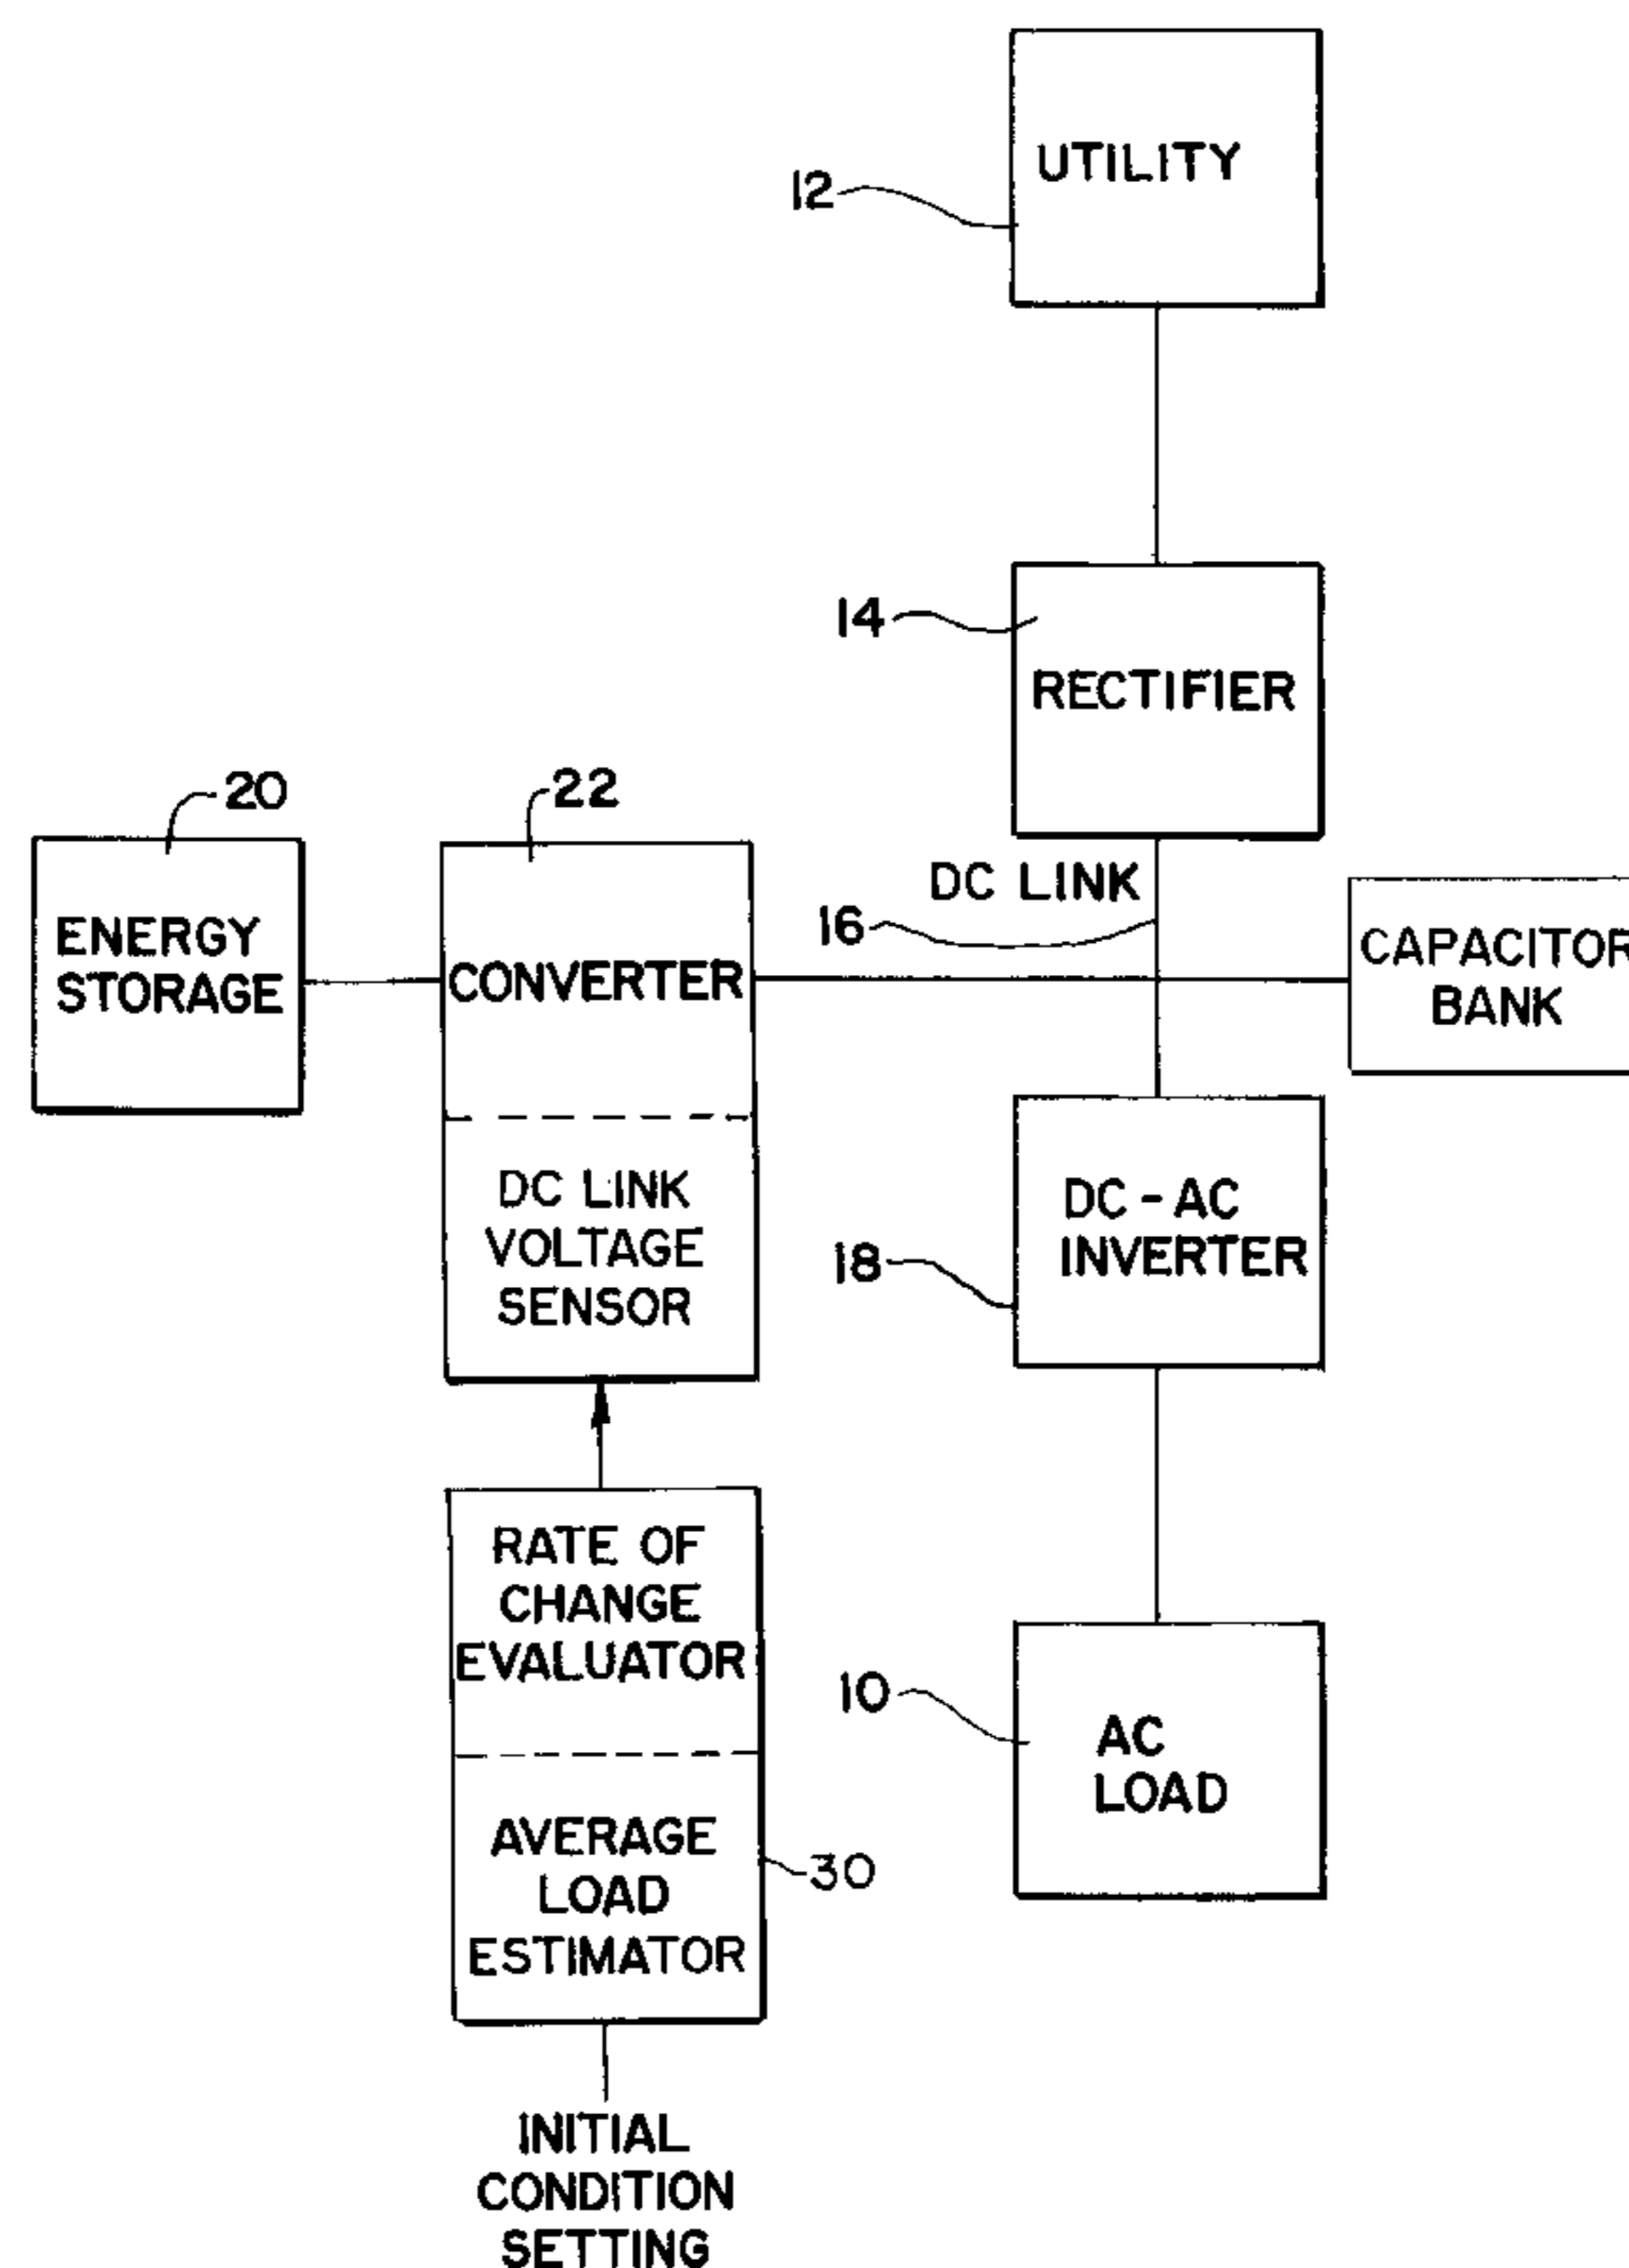 UTILITY
12
14
RECTIFIER
20
22
DC LINK
16
ENERGY
STORAGE
CONVERTER
CAPACITOR
BANK
DC LINK
VOLTAGE
SENSOR
DC-AC
INVERTER
18
RATE OF
CHANGE
EVALUATOR
10
AC
LOAD
AVERAGE
LOAD
ESTIMATOR
30
INITIAL
CONDITION
SETTING